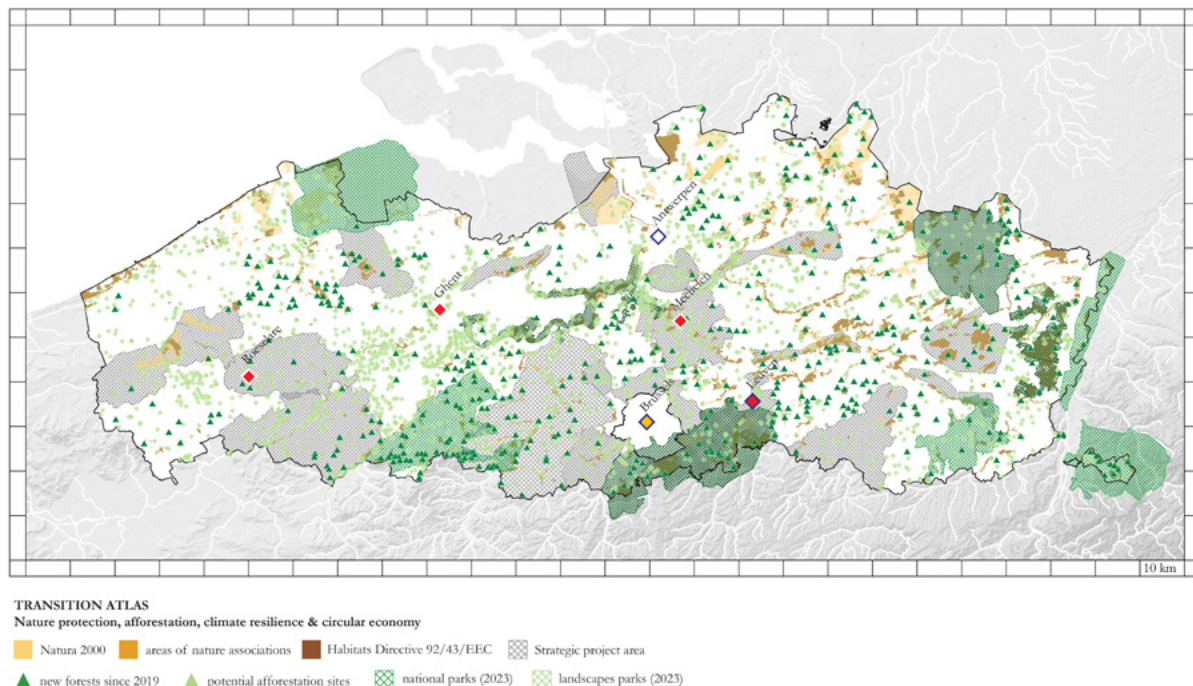 Antwerpen
Ghent
Mechelen
Roeselare
Brussels
10 km
TRANSITION ATLAS
Nature protection, afforestation, climate resilience & circular economy
Natura 2000 areas of nature associations Habitats Directive 92/43/EEC Strategic project area
new forests since 2019 potential afforestation sites national parks (2023) landscapes parks (2023)